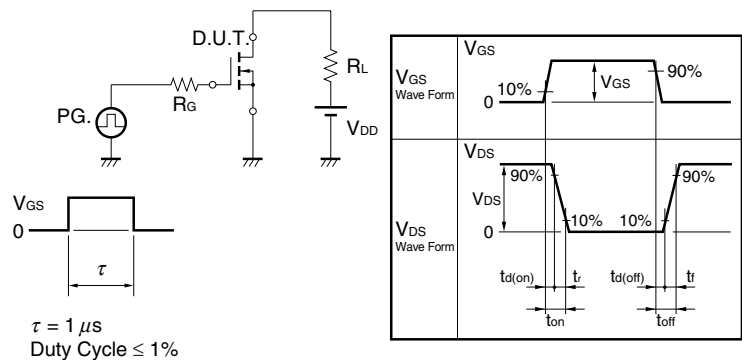 D.U.T.
RL
RG
PG.
VDD
VGS
0
τ
τ = 1 μs
Duty Cycle ≤ 1%
VGS
Wave Form
VGS
10%
VGS
90%
0
VDS
Wave Form
VDS
90%
90%
VDS
10%
10%
0
td(on)
tr
td(off)
tf
ton
toff